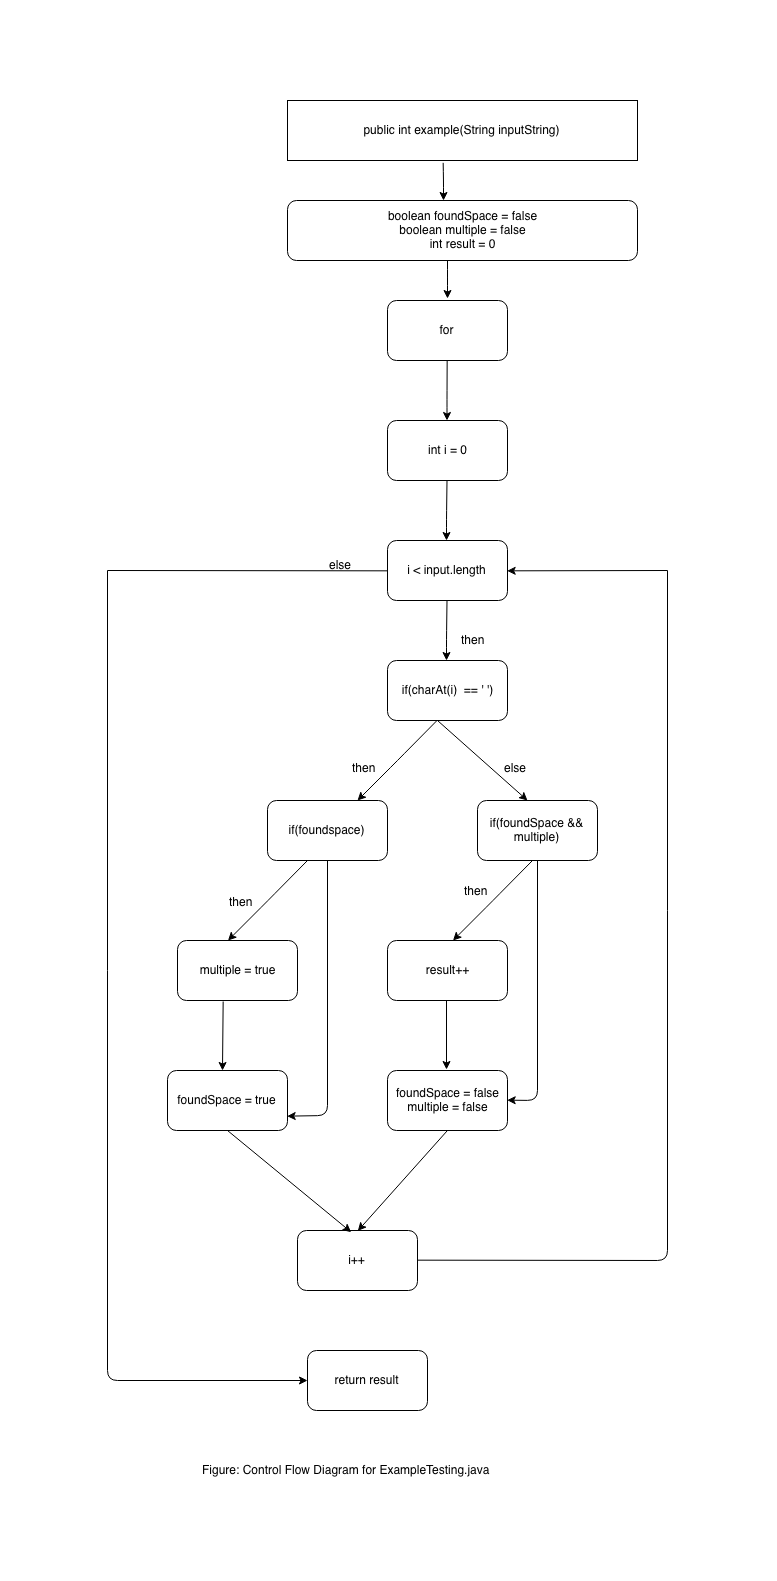 public int example(String inputString)
boolean foundSpace = false
boolean multiple = false
int result = 0
for
int i = 0
else
i < input.length
then
if(charAt(i)  == ' ')
then
else
if(foundspace)
if(foundSpace &&
multiple)
then
then
multiple = true
result++
foundSpace = true
foundSpace = false
multiple = false
i++
return result
Figure: Control Flow Diagram for ExampleTesting.java